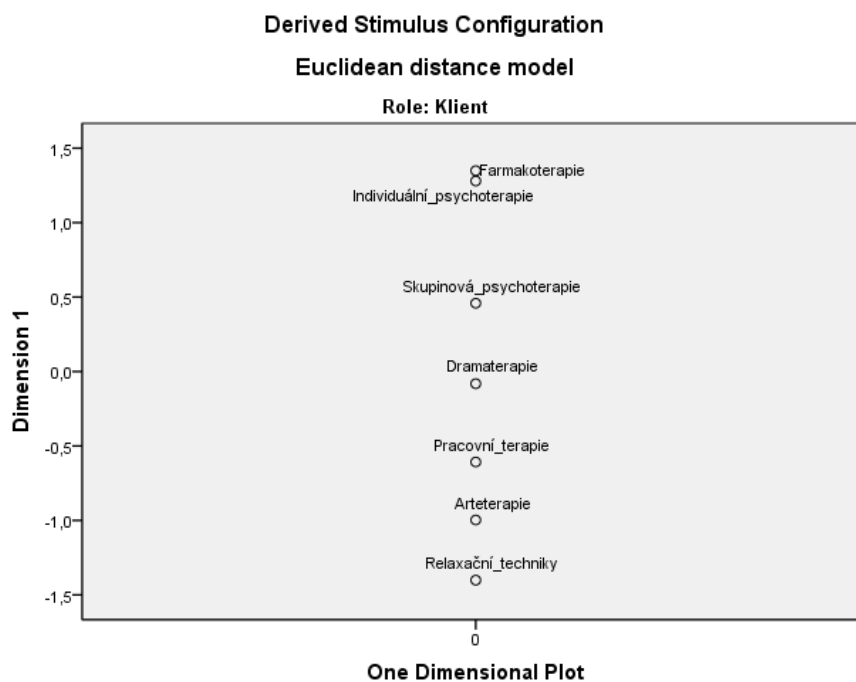 Derived Stimulus Configuration
Euclidean distance model
Role: Klient
1,5
Farmakoterapie
Individuální_psychoterapie
1,0
Skupinová_psychoterapie
0,5
Dramaterapie
0,0
Dimension 1
Pracovní_terapie
-0,5
Arteterapie
-1,0
Relaxační_techniky
-1,5
0
One Dimensional Plot